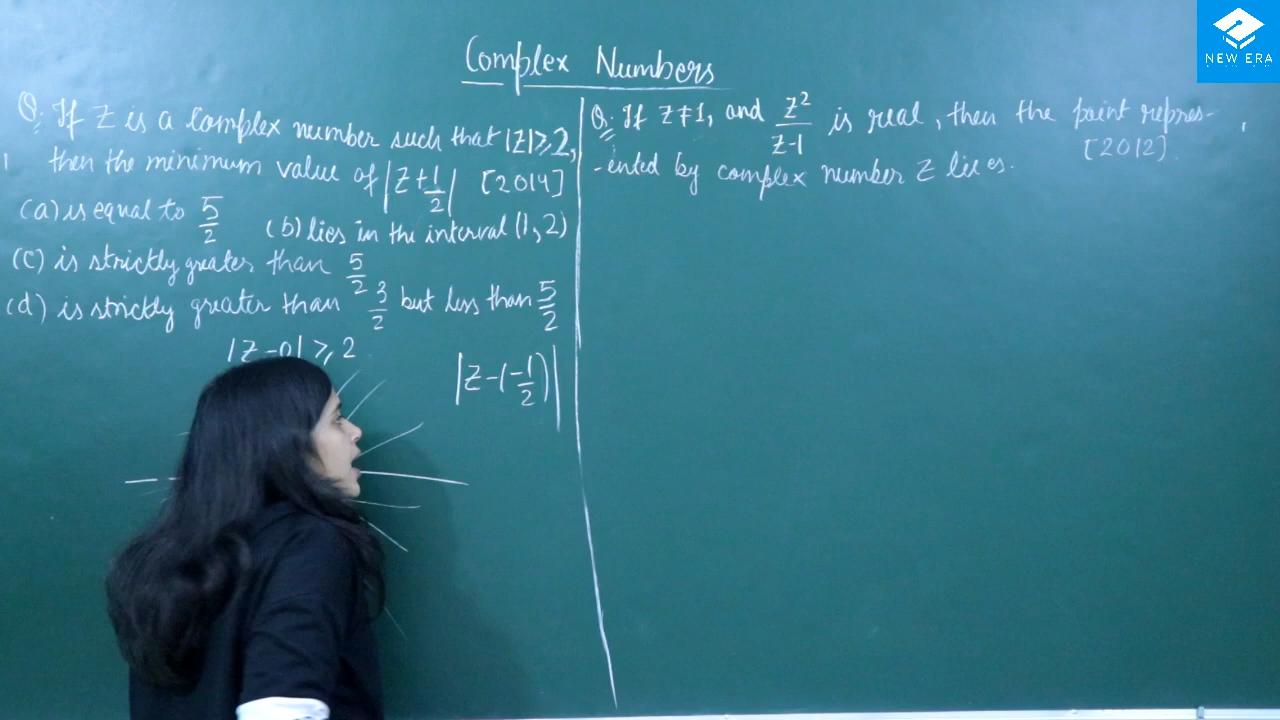 Complex Numbers
Q: If Z is a complex number such that |Z| ≥ 2,
then the minimum value of |Z + 1/2| [2014]
(a) is equal to 5/2 (b) lies in the interval (1, 2)
(c) is strictly greater than 5/2
(d) is strictly greater than 3/2 but less than 5/2
|Z - 0| ≥ 2
|Z - (-1/2)|
Q: If Z ≠ 1, and Z²/Z-1 is real, then the point repres-
-ented by complex number Z lies. [2012].
NEW ERA